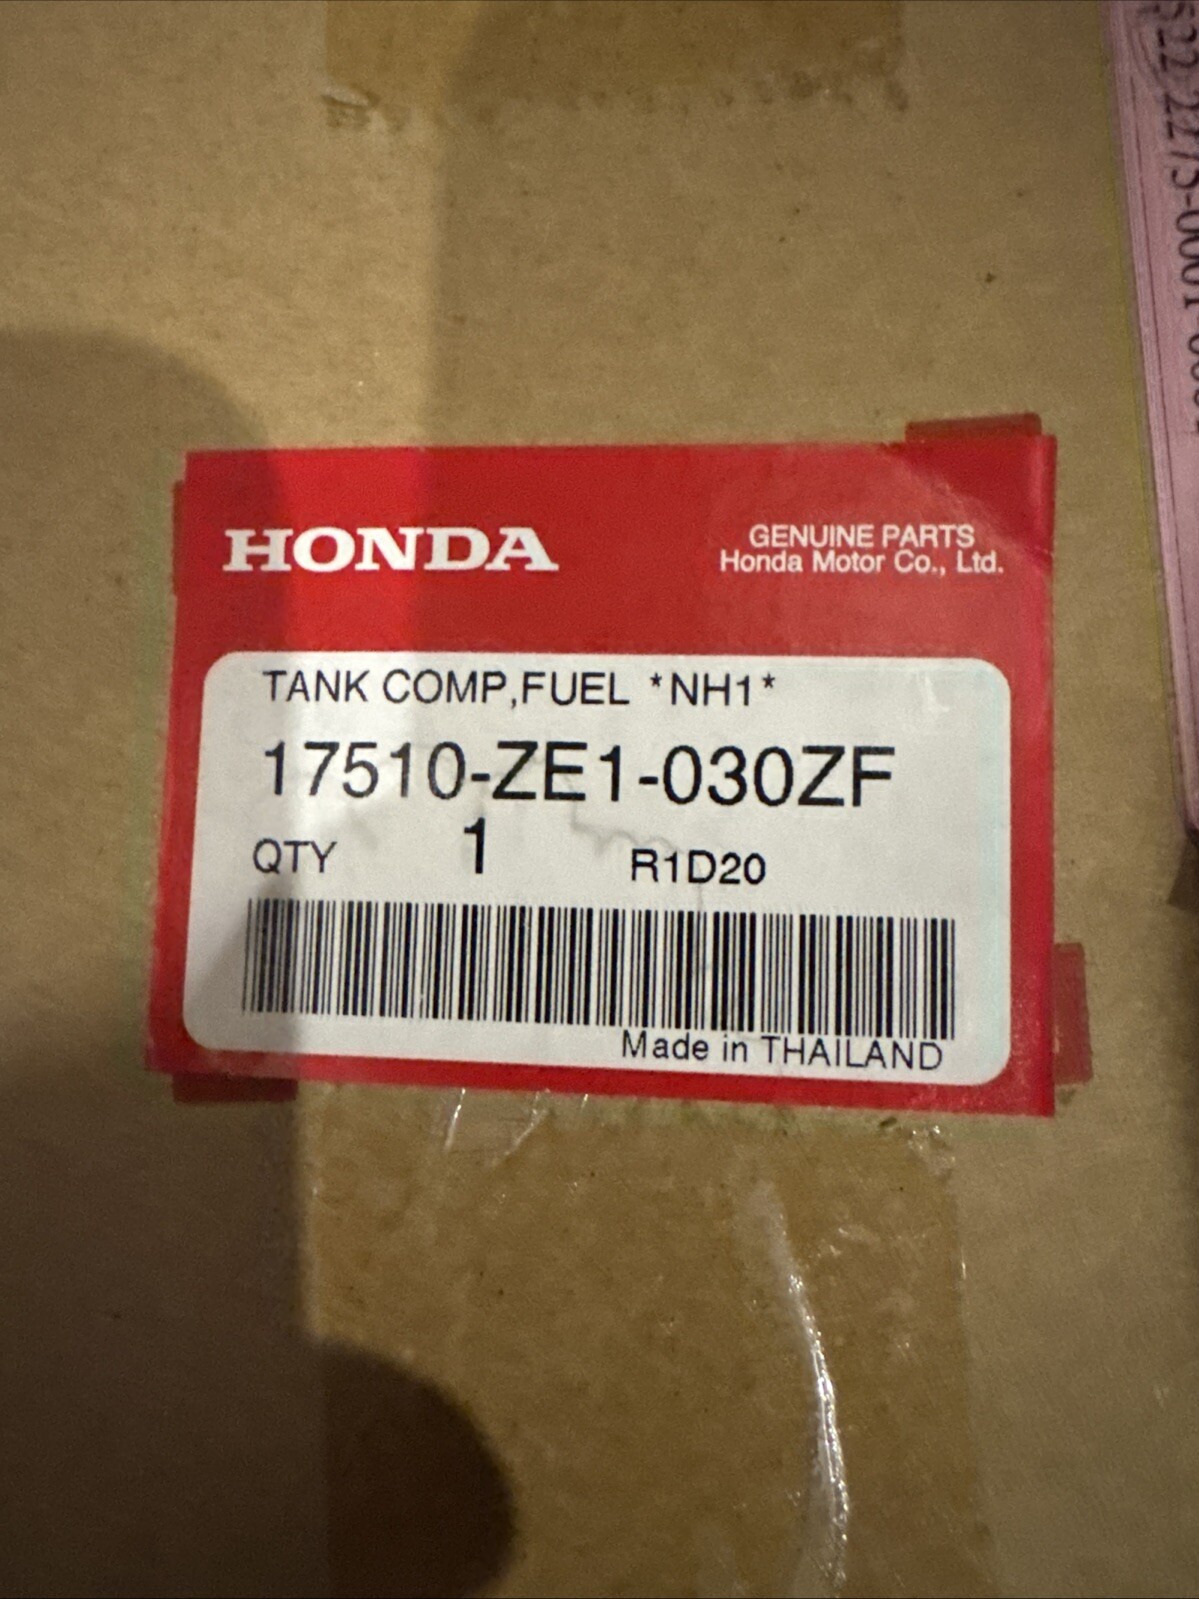 HONDA
GENUINE PARTS
Honda Motor Co., Ltd.
TANK COMP,FUEL *NH1*
17510-ZE1-030ZF
QTY 1 R1D20
Made in THAILAND